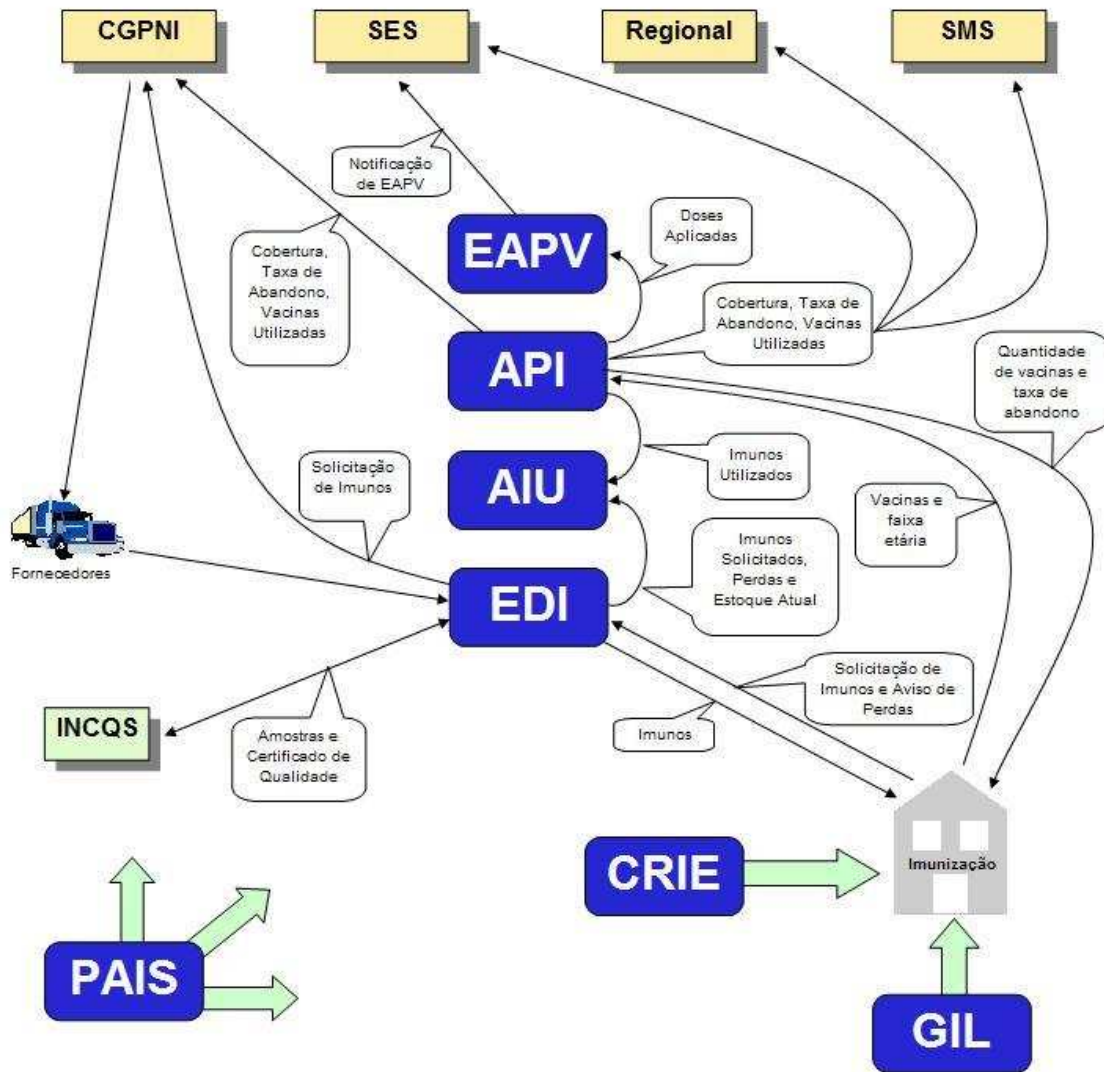 CGPNI
SES
Regional
SMS
Notificação
de EAPV
EAPV
Doses
Aplicadas
Cobertura,
Taxa de
Abandono,
Vacinas
Utilizadas
API
Cobertura, Taxa de
Abandono, Vacinas
Utilizadas
Quantidade
de vacinas e
taxa de
abandono
Solicitação
de Imunos
AIU
Imunos
Utilizados
Vacinas e
faixa
etária
Fornecedores
EDI
Imunos
Solicitados,
Perdas e
Estoque Atual
Solicitação de
Imunos e Aviso de
Perdas
INCQS
Amostras e
Certificado de
Qualidade
Imunos
CRIE
Imunização
PAIS
GIL